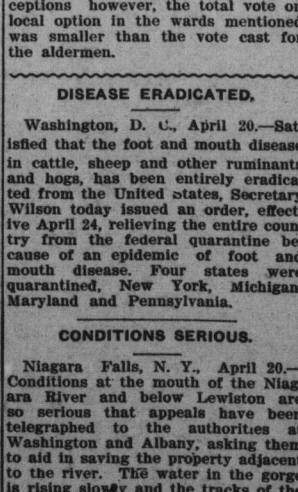 ceptions however, the total vote on
local option in the wards mentioned
was smaller than the vote cast for
the aldermen.
DISEASE ERADICATED.
Washington, D. C., April 20.—Sat
isfied that the foot and mouth disease
in cattle, sheep and other ruminants
and hogs, has been entirely eradica
ted from the United States, Secretary
Wilson today issued an order, effect
ive April 24, relieving the entire coun
try from the federal quarantine be
cause of an epidemic of foot and
mouth disease. Four states were
quarantined, New York, Michigan
Maryland and Pennsylvania.
CONDITIONS SERIOUS.
Niagara Falls, N. Y., April 20.—
Conditions at the mouth of the Niag
ara River and below Lewiston are
so serious that appeals have been
telegraphed to the authorities at
Washington and Albany, asking them
to aid in saving the property adjacent
to the river. The water in the gorge
is rising slowly and the tracks of the